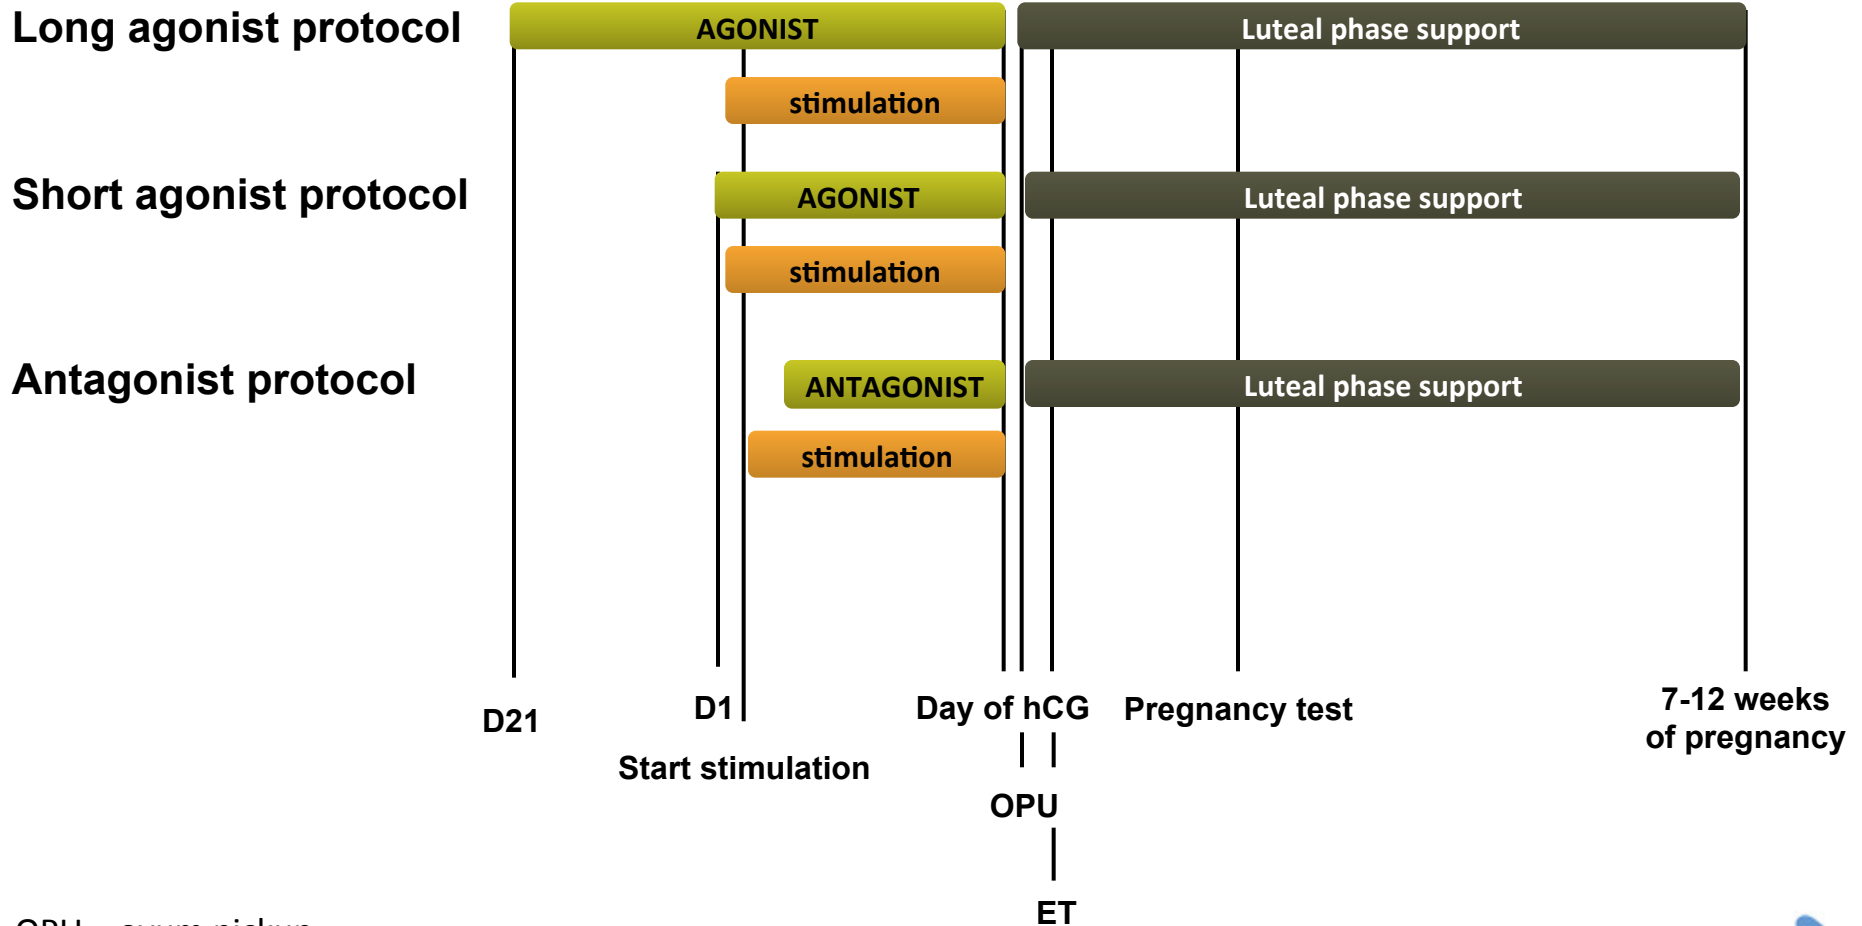 Long agonist protocol
AGONIST
Luteal phase support
stimulation
Short agonist protocol
AGONIST
Luteal phase support
stimulation
Antagonist protocol
ANTAGONIST
Luteal phase support
stimulation
D21
D1
Day of hCG
Pregnancy test
7-12 weeks
of pregnancy
Start stimulation
OPU
ET